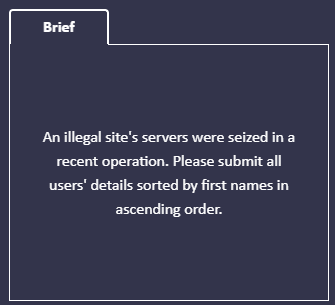 Brief
An illegal site's servers were seized in a
recent operation. Please submit all
users' details sorted by first names in
ascending order.